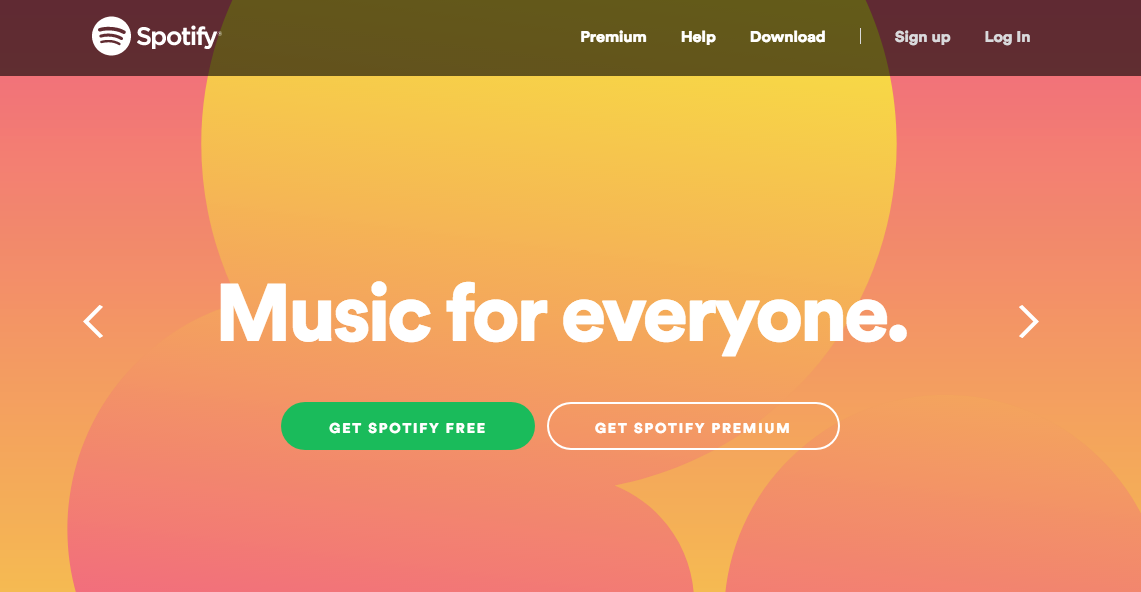 Spotify
Premium Help Download Sign up Log In
Music for everyone.
GET SPOTIFY FREE GET SPOTIFY PREMIUM